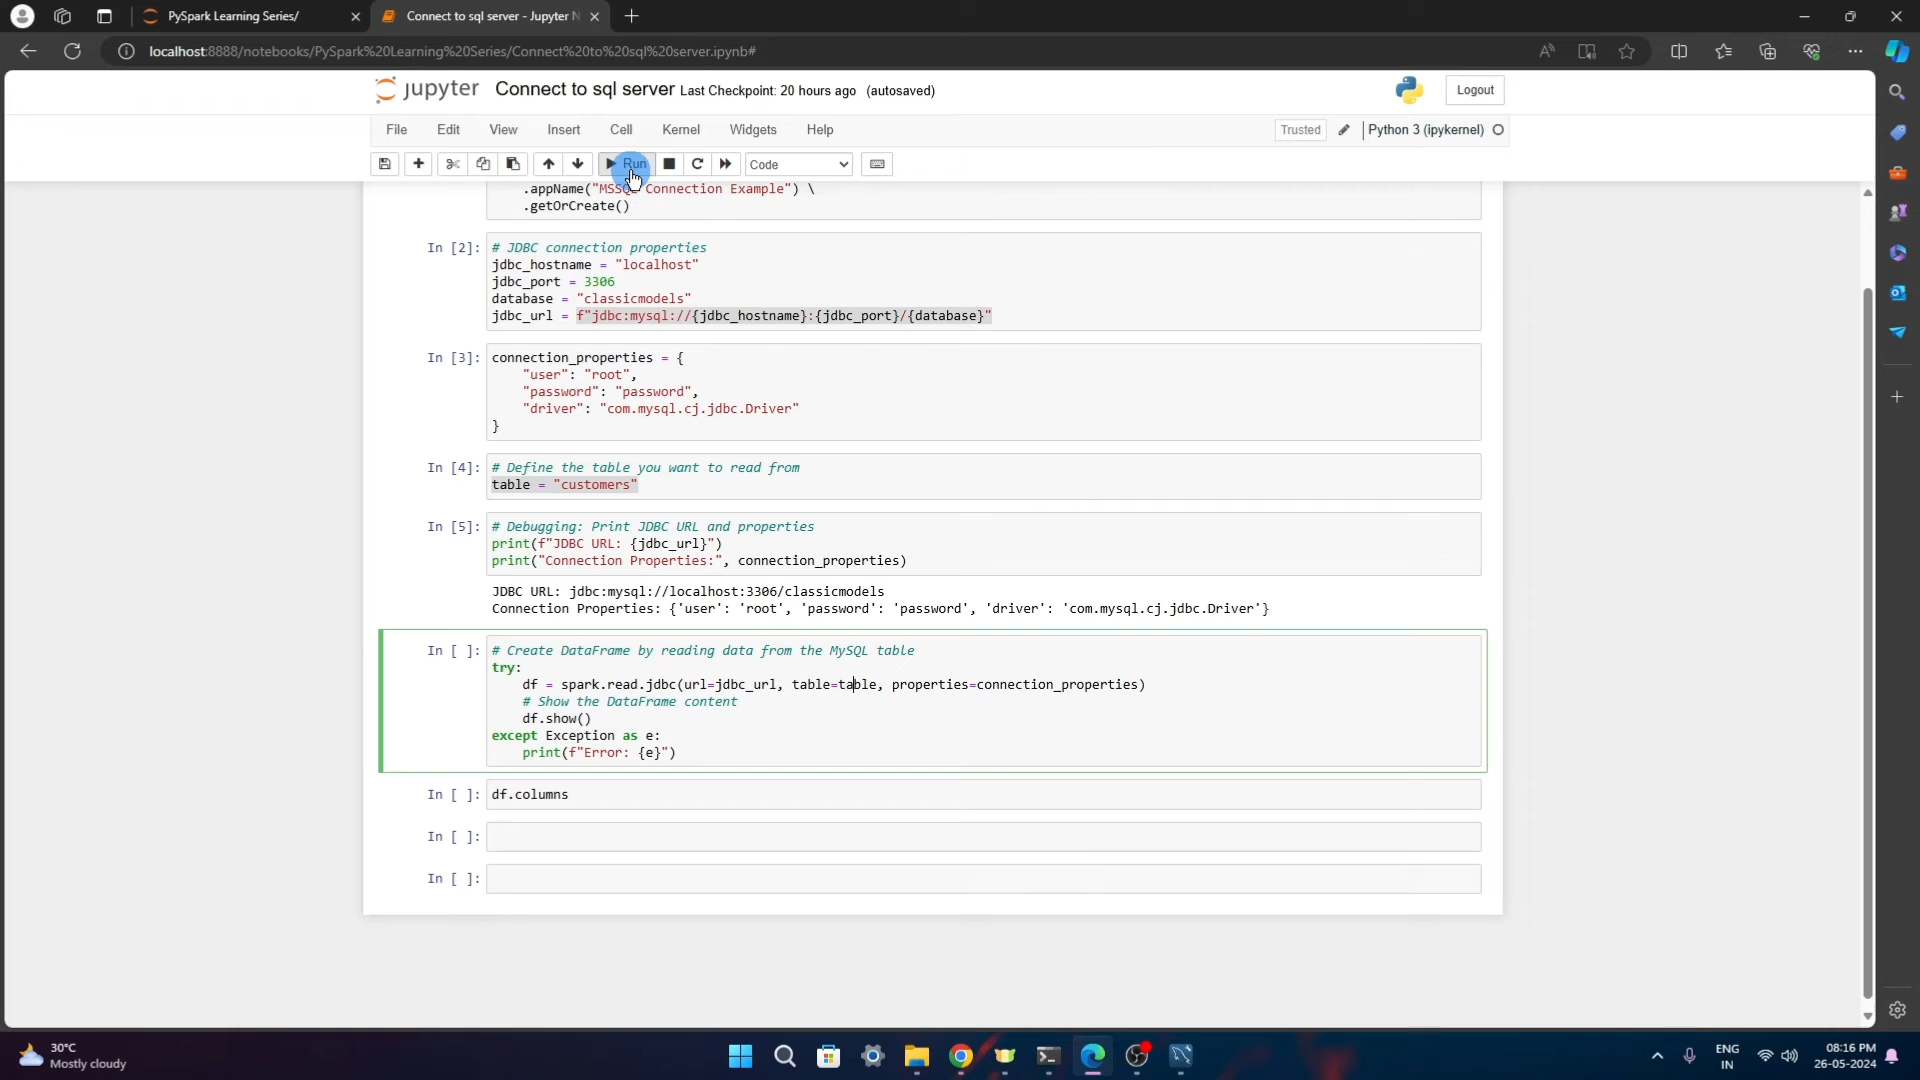 PySpark Learning Series/
Connect to sql server - Jupyter N
localhost:8888/notebooks/PySpark%20Learning%20Series/Connect%20to%20sql%20server.ipynb#
jupyter Connect to sql server Last Checkpoint: 20 hours ago (autosaved)
Logout
File Edit View Insert Cell Kernel Widgets Help
Trusted Python 3 (ipykernel)
Run Code
.appName("MSSQL Connection Example") \
.getOrCreate()
In [2]: # JDBC connection properties
jdbc_hostname = "localhost"
jdbc_port = 3306
database = "classicmodels"
jdbc_url = f"jdbc:mysql://{jdbc_hostname}:{jdbc_port}/{database}"
In [3]: connection_properties = {
"user": "root",
"password": "password",
"driver": "com.mysql.cj.jdbc.Driver"
}
In [4]: # Define the table you want to read from
table = "customers"
In [5]: # Debugging: Print JDBC URL and properties
print(f"JDBC URL: {jdbc_url}")
print("Connection Properties:", connection_properties)
JDBC URL: jdbc:mysql://localhost:3306/classicmodels
Connection Properties: {'user': 'root', 'password': 'password', 'driver': 'com.mysql.cj.jdbc.Driver'}
In [ ]: # Create DataFrame by reading data from the MySQL table
try:
df = spark.read.jdbc(url=jdbc_url, table=table, properties=connection_properties)
# Show the DataFrame content
df.show()
except Exception as e:
print(f"Error: {e}")
In [ ]: df.columns
In [ ]:
In [ ]:
30°C
Mostly cloudy
ENG
IN
08:16 PM
26-05-2024